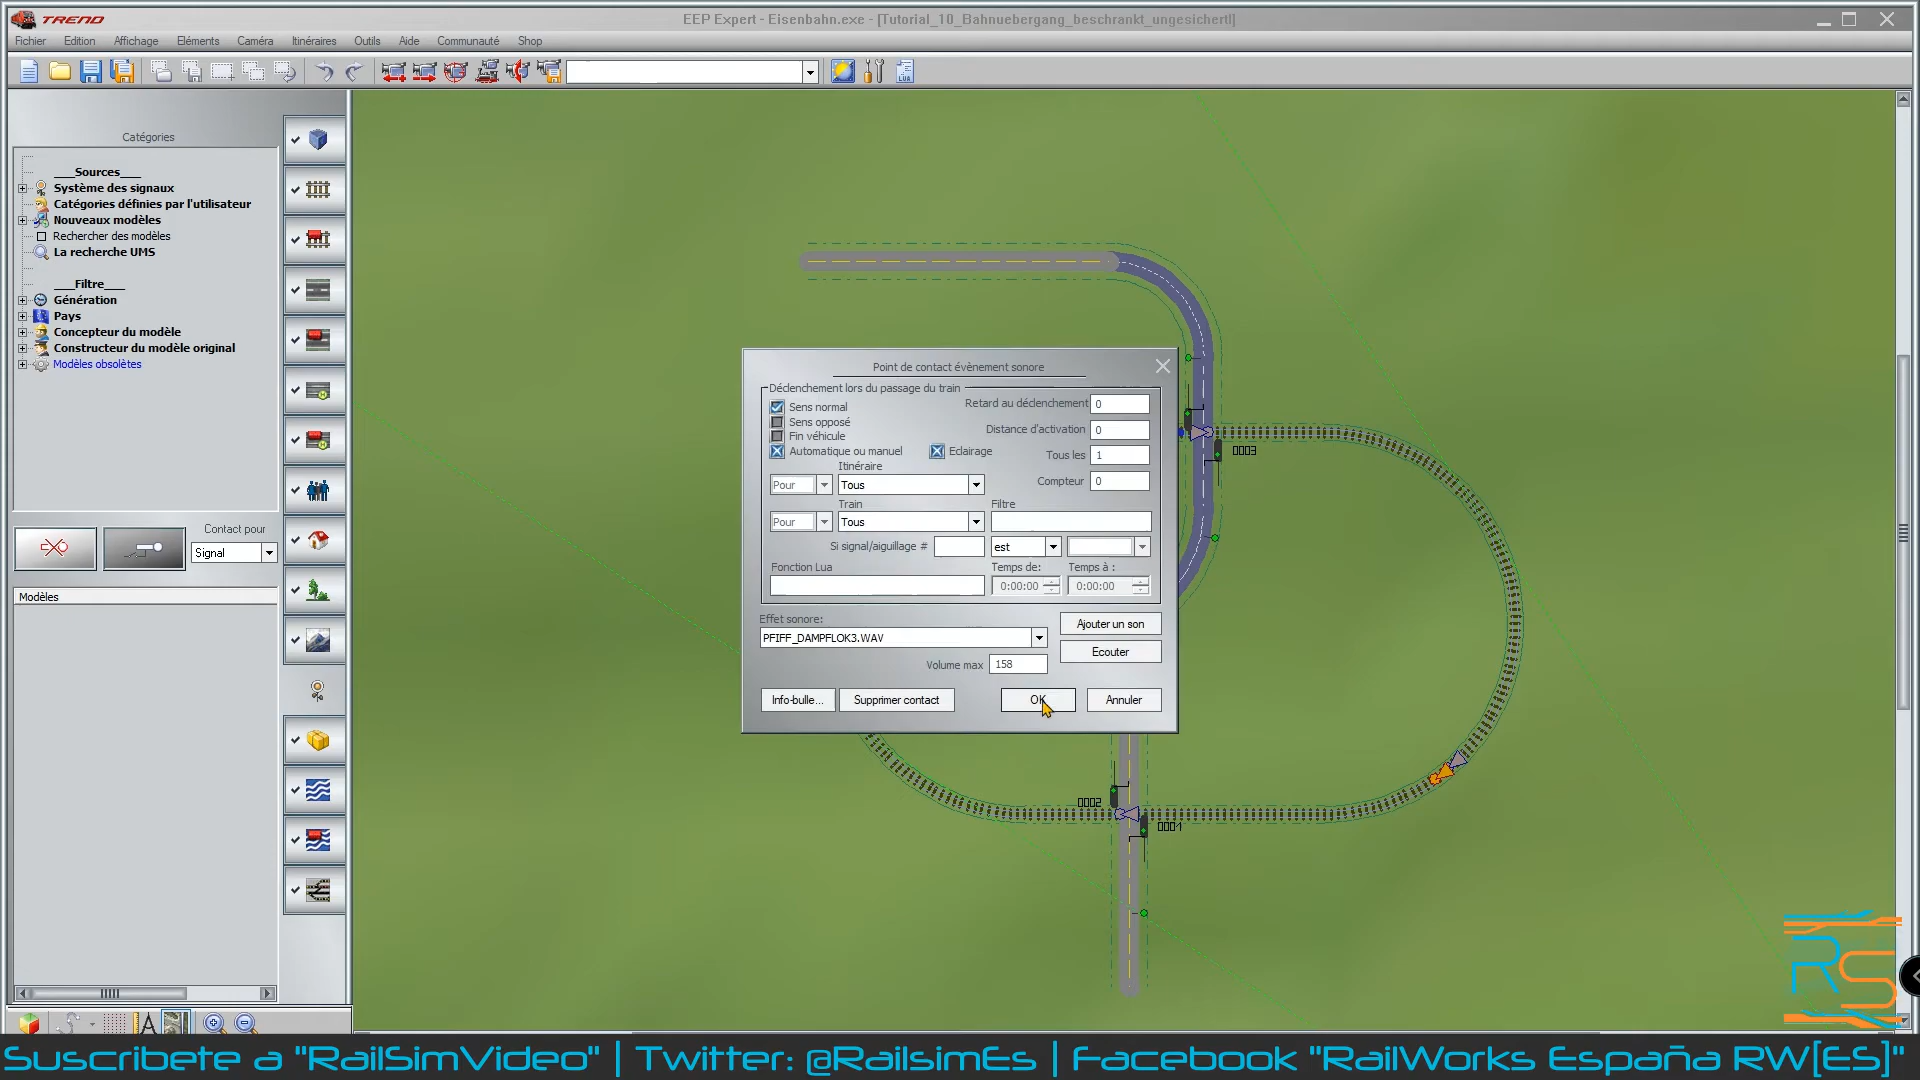 TREND
EEP Expert - Eisenbahn.exe - [Tutorial_10_Bahnuebergang_beschrankt_ungesichert]
Fichier Edition Affichage Eléments Caméra Itinéraires Outils Aide Communauté Shop
LUA
Catégories
___Sources___
Système des signaux
Catégories définies par l'utilisateur
Nouveaux modèles
Rechercher des modèles
La recherche UMS
___Filtre___
Génération
Pays
Concepteur du modèle
Constructeur du modèle original
Modèles obsolètes
Contact pour
Signal
Modèles
Point de contact évènement sonore
Déclenchement lors du passage du train
Sens normal
Sens opposé
Fin véhicule
Automatique ou manuel
Eclairage
Retard au déclenchement 0
Distance d'activation 0
Tous les 1
Compteur 0
Itinéraire
Pour Tous
Train Filtre
Pour Tous
Si signal/aiguillage # est
Fonction Lua Temps de: Temps à :
0:00:00 0:00:00
Effet sonore:
PFIFF_DAMPFLOK3.WAV
Ajouter un son
Ecouter
Volume max 158
Info-bulle... Supprimer contact OK Annuler
0003
0002
0001
RS
Suscribete a "RailSimVideo" | Twitter: @RailsimEs | Facebook "RailWorks España RW[ES]"